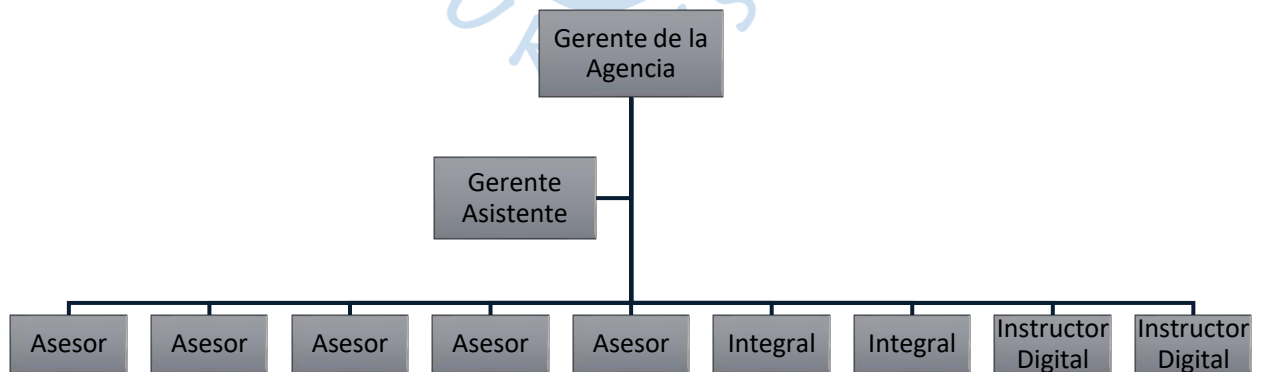 Gerente de la
Agencia
Gerente
Asistente
Asesor
Asesor
Asesor
Asesor
Asesor
Integral
Integral
Instructor
Digital
Instructor
Digital